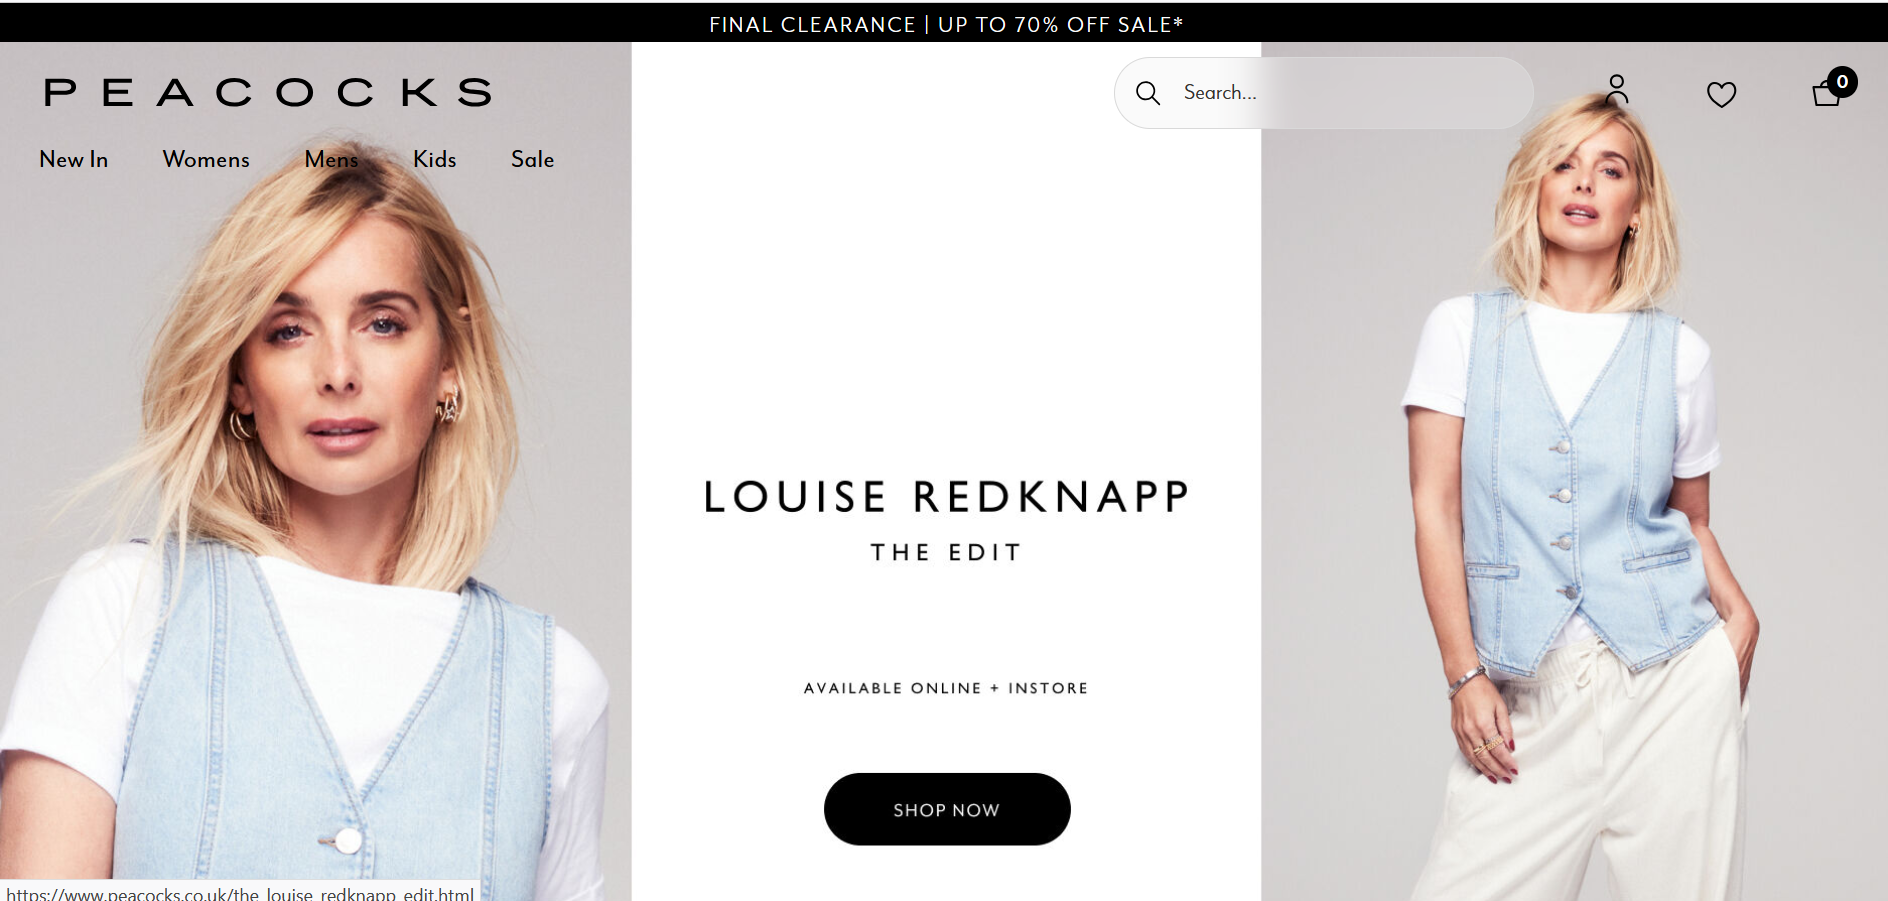 FINAL CLEARANCE | UP TO 70% OFF SALE*
PEACOCKS
Search...
0
New In Womens Mens Kids Sale
LOUISE REDKNAPP
THE EDIT
AVAILABLE ONLINE + INSTORE
SHOP NOW
https://www.peacocks.co.uk/the_louise_redknapp_edit.html